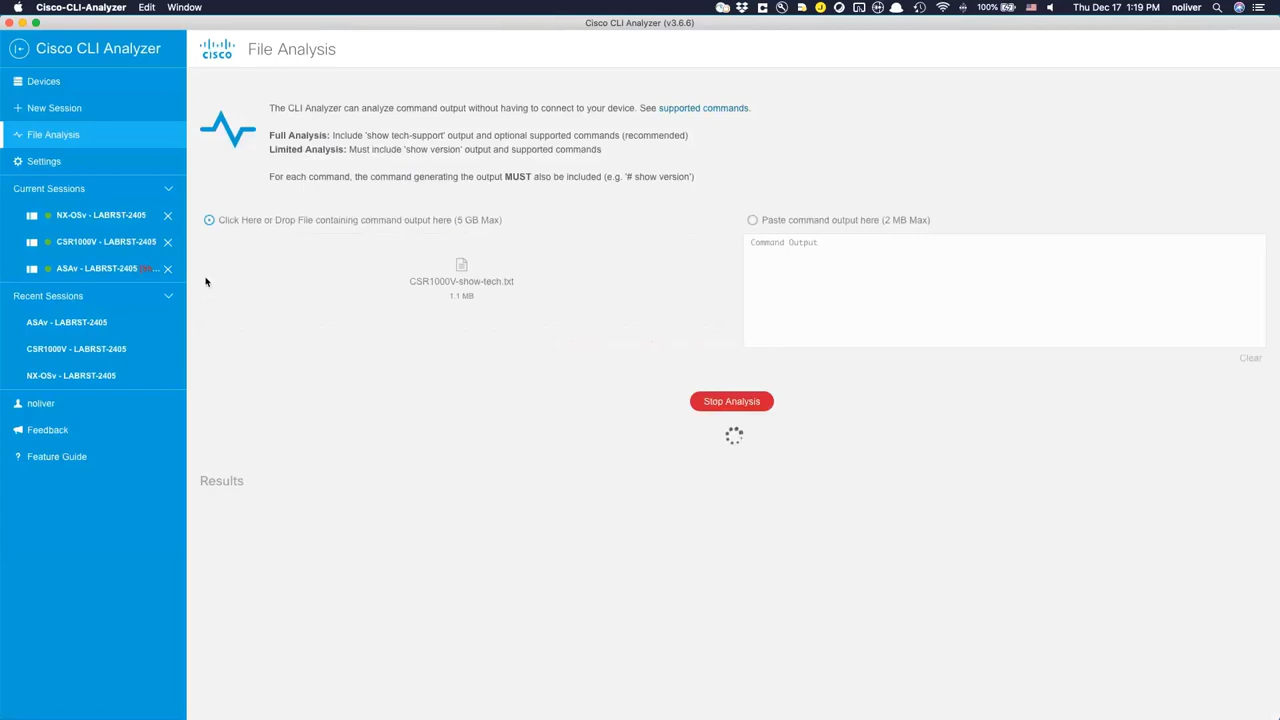 Cisco-CLI-Analyzer Edit Window
100% Thu Dec 17 1:19 PM noliver
Cisco CLI Analyzer (v3.6.6)
Cisco CLI Analyzer
CISCO
File Analysis
Devices
New Session
File Analysis
Settings
Current Sessions
NX-OSv - LABRST-2405
CSR1000V - LABRST-2405
ASAv - LABRST-2405
Recent Sessions
ASAv - LABRST-2405
CSR1000V - LABRST-2405
NX-OSv - LABRST-2405
noliver
Feedback
? Feature Guide
The CLI Analyzer can analyze command output without having to connect to your device. See supported commands.
Full Analysis: Include 'show tech-support' output and optional supported commands (recommended)
Limited Analysis: Must include 'show version' output and supported commands
For each command, the command generating the output MUST also be included (e.g. '# show version')
Click Here or Drop File containing command output here (5 GB Max)
CSR1000V-show-tech.txt
1.1 MB
Paste command output here (2 MB Max)
Command Output
Clear
Stop Analysis
Results